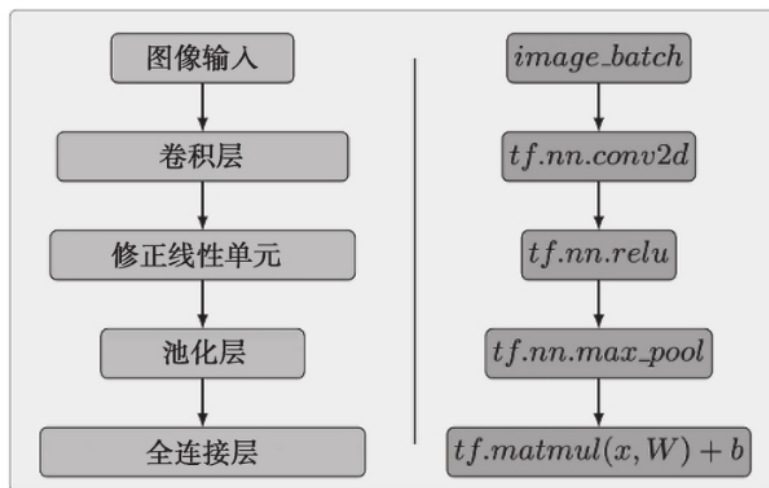 图像输入
卷积层
修正线性单元
池化层
全连接层
image_batch
tf.nn.conv2d
tf.nn.relu
tf.nn.max_pool
tf.matmul(x, W) + b